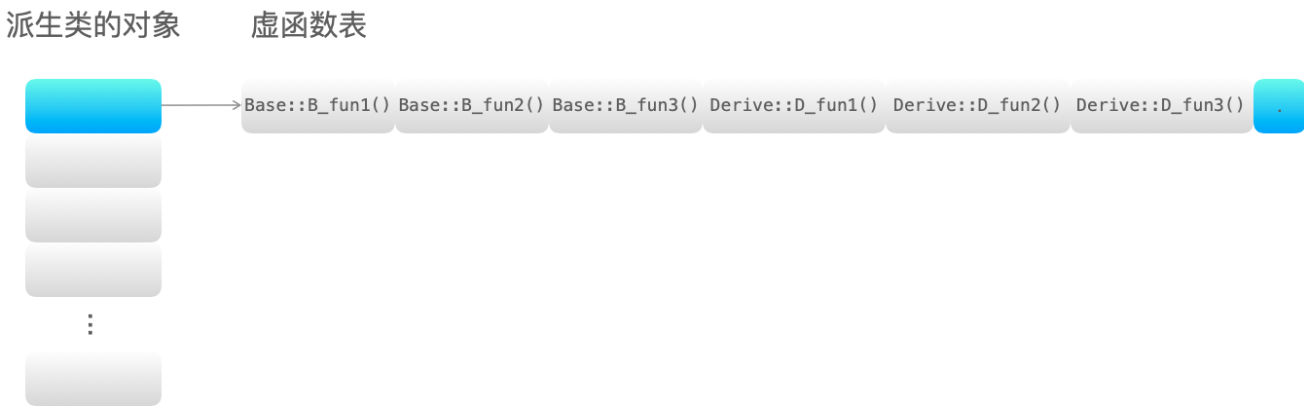 派生类的对象 虚函数表
Base::B_fun1() Base::B_fun2() Base::B_fun3() Derive::D_fun1() Derive::D_fun2() Derive::D_fun3() .
⋮